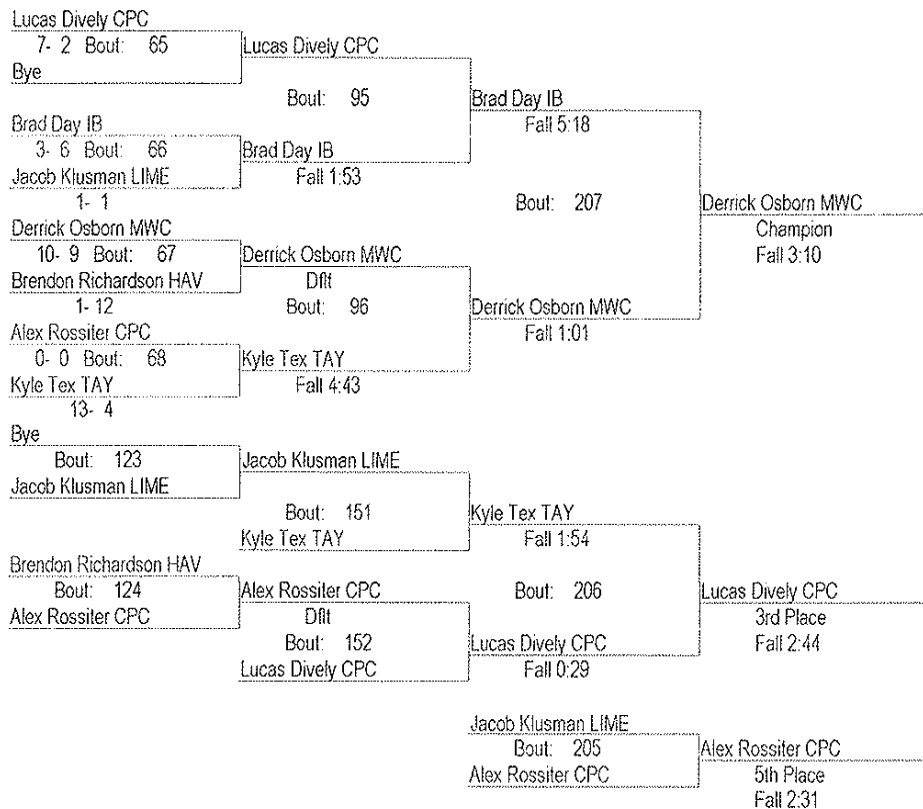 Lucas Dively CPC
7- 2 Bout: 65
Bye
Lucas Dively CPC
Bout: 95
Brad Day IB
Fall 5:18
Brad Day IB
3- 6 Bout: 66
Jacob Klusman LIME
1- 1
Brad Day IB
Fall 1:53
Bout: 207
Derrick Osborn MWC
Champion
Fall 3:10
Derrick Osborn MWC
10- 9 Bout: 67
Brendon Richardson HAV
1- 12
Derrick Osborn MWC
Dflt
Bout: 96
Derrick Osborn MWC
Fall 1:01
Alex Rossiter CPC
0- 0 Bout: 68
Kyle Tex TAY
13- 4
Kyle Tex TAY
Fall 4:43
Bye
Bout: 123
Jacob Klusman LIME
Jacob Klusman LIME
Bout: 151
Kyle Tex TAY
Kyle Tex TAY
Fall 1:54
Brendon Richardson HAV
Bout: 124
Alex Rossiter CPC
Alex Rossiter CPC
Dflt
Bout: 152
Lucas Dively CPC
Bout: 206
Lucas Dively CPC
Fall 0:29
Lucas Dively CPC
3rd Place
Fall 2:44
Jacob Klusman LIME
Bout: 205
Alex Rossiter CPC
Alex Rossiter CPC
5th Place
Fall 2:31